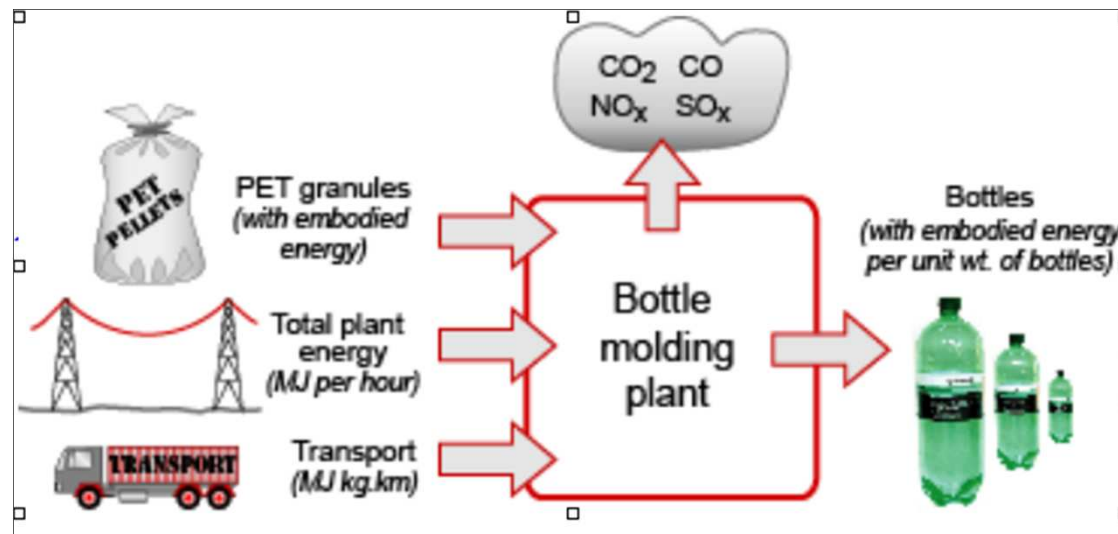 CO₂ CO
NOₓ SOₓ
PET
PELLETS
PET granules
(with embodied
energy)
Total plant
energy
(MJ per hour)
TRANSPORT
Transport
(MJ kg.km)
Bottle
molding
plant
Bottles
(with embodied energy
per unit wt. of bottles)